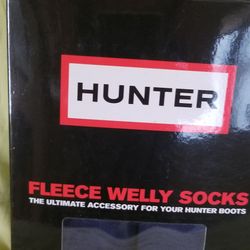 HUNTER
FLEECE WELLY SOCKS
THE ULTIMATE ACCESSORY FOR YOUR HUNTER BOOTS